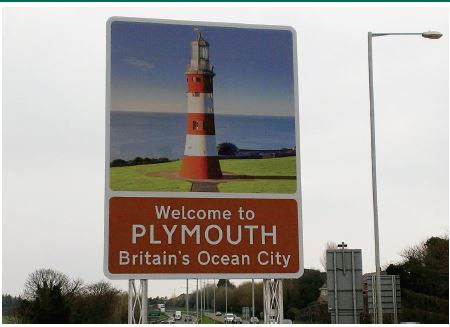 Welcome to
PLYMOUTH
Britain's Ocean City